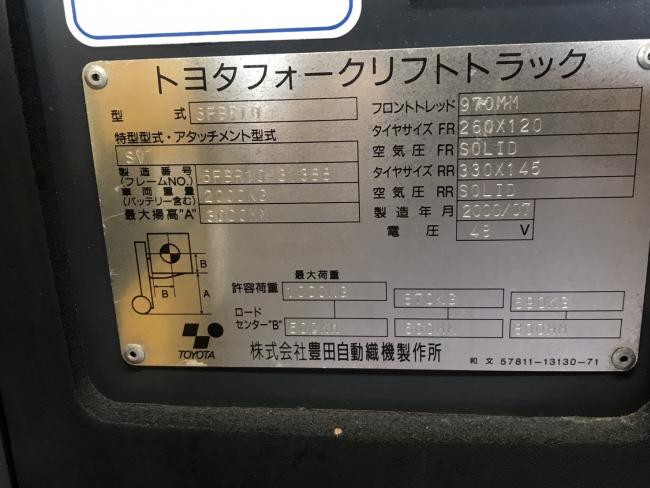 トヨタフォークリフトトラック
型 式
特型型式・アタッチメント型式
SV
製造番号
(フレームNO.)
車両重量 2000KG
(バッテリー含む)
最大揚高"A" 3000MM
フロントトレッド 970MM
タイヤサイズ FR 260X120
空気圧 FR SOLID
タイヤサイズ RR 330X145
空気圧 RR SOLID
製造年月 2000/07
電圧 48 V
B
B
A
最大荷重
許容荷重 1000KG 870KG 690KG
ロード
センター"B" 500MM 600MM 800MM
TOYOTA
株式会社豊田自動織機製作所
和文 57811-13130-71